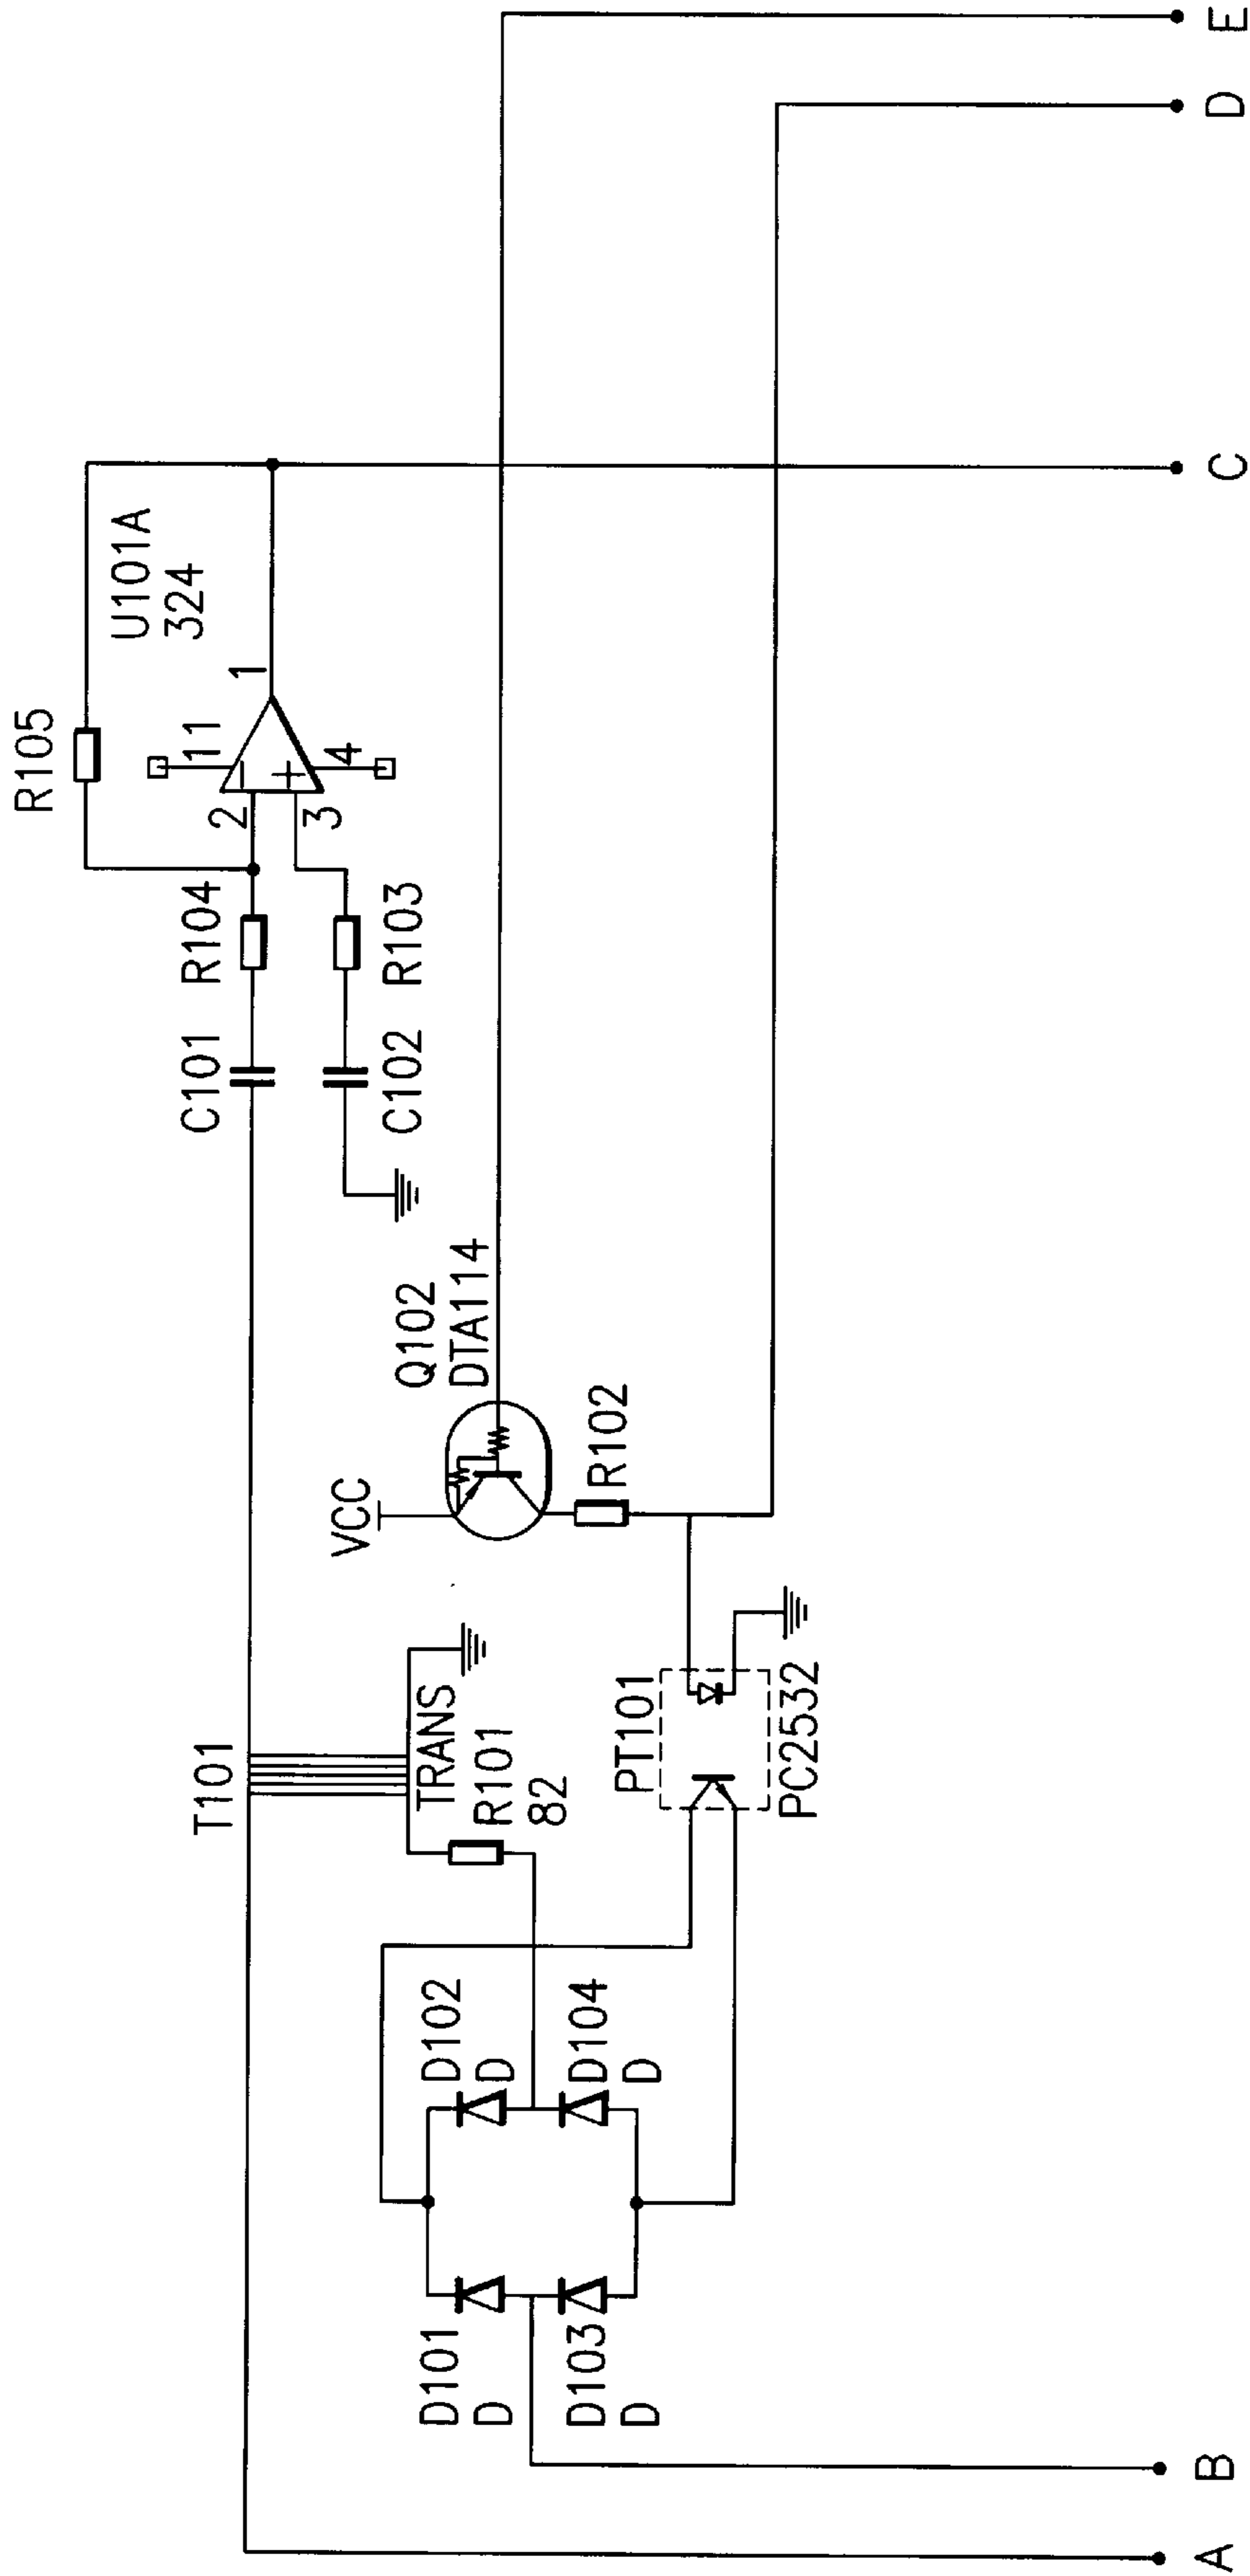 R105
U101A
324
11
1
2
4
3
C101 R104
C102 R103
Q102
DTA114
VCC
R102
T101
TRANS
R101
82
PT101
PC2532
D102
D
D104
D
D101
D
D103
D
A
B
C
D
E